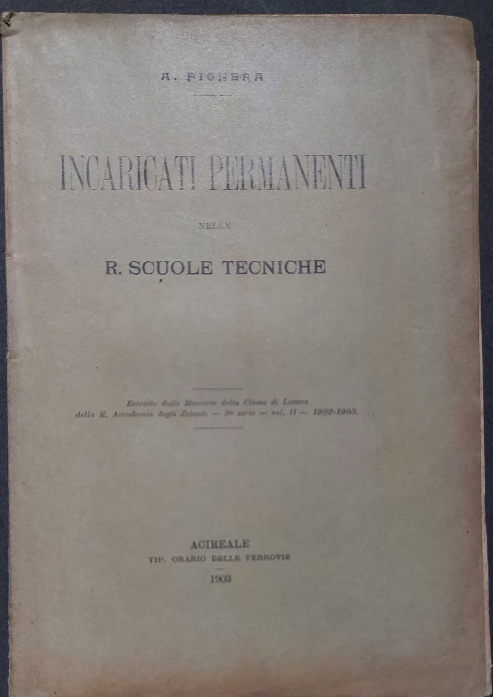 A. FICHERA
INCARICATI PERMANENTI
NELLE
R. SCUOLE TECNICHE
Estratto dalle Memorie della Classe di Lettere
della R. Accademia degli Zelanti — 3ª serie — vol. II — 1902-1903.
ACIREALE
TIP. ORARIO DELLE FERROVIE
1903